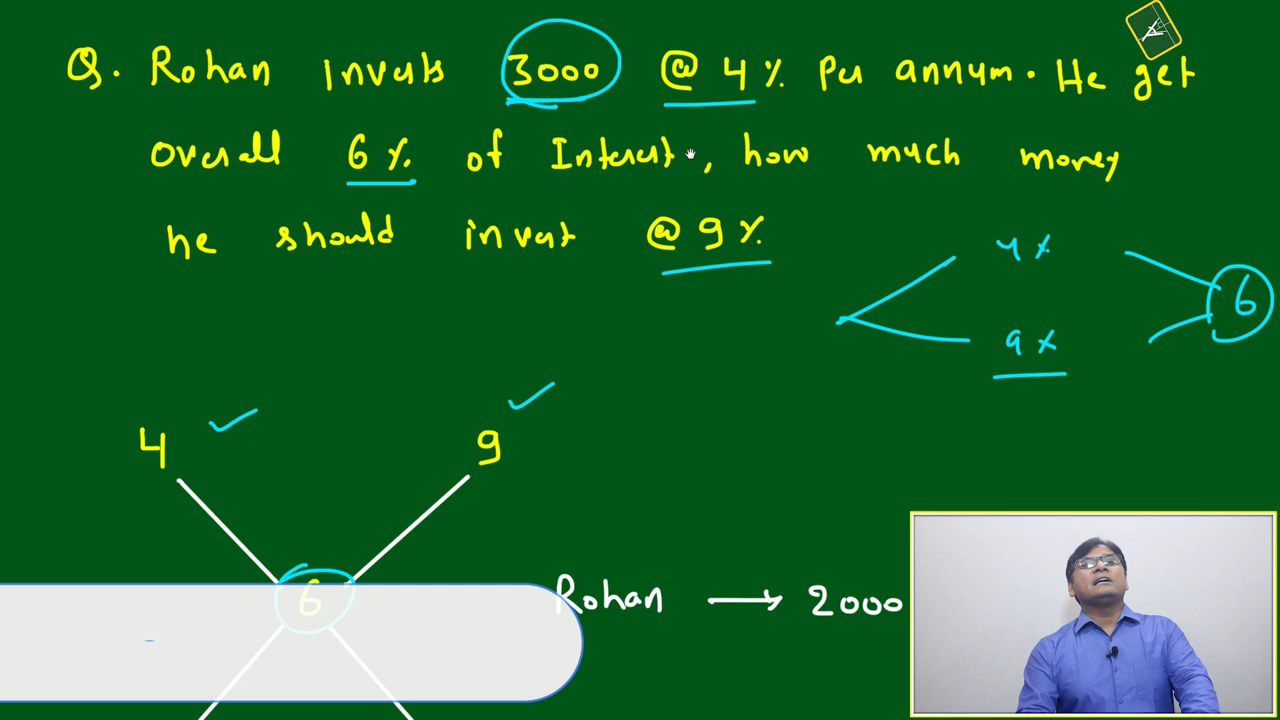 Q. Rohan invests 3000 @ 4% Per annum. He get
overall 6% of Interest, how much money
he should invest @ 9%
4%
9%
6
4
9
6
Rohan → 2000